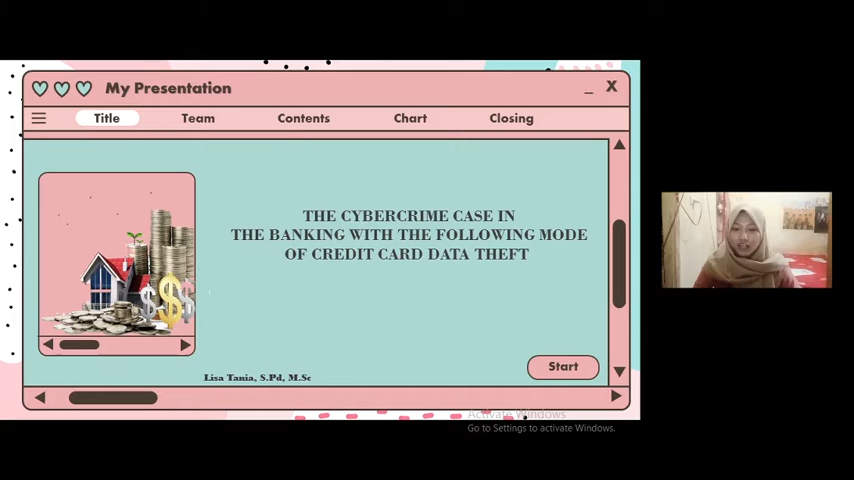 My Presentation
_ X
Title Team Contents Chart Closing
THE CYBERCRIME CASE IN
THE BANKING WITH THE FOLLOWING MODE
OF CREDIT CARD DATA THEFT
$ $ $
Start
Lisa Tania, S.Pd, M.Sc
Activate Windows
Go to Settings to activate Windows.